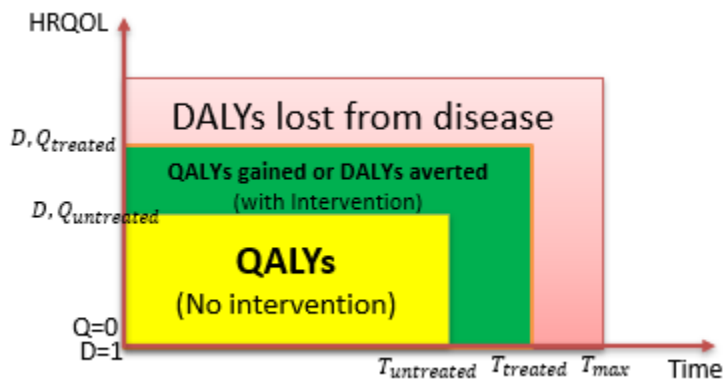 HRQOL
DALYs lost from disease
D, Q_treated
QALYs gained or DALYs averted
(with Intervention)
D, Q_untreated
QALYs
(No intervention)
Q=0
D=1
T_untreated T_treated T_max Time